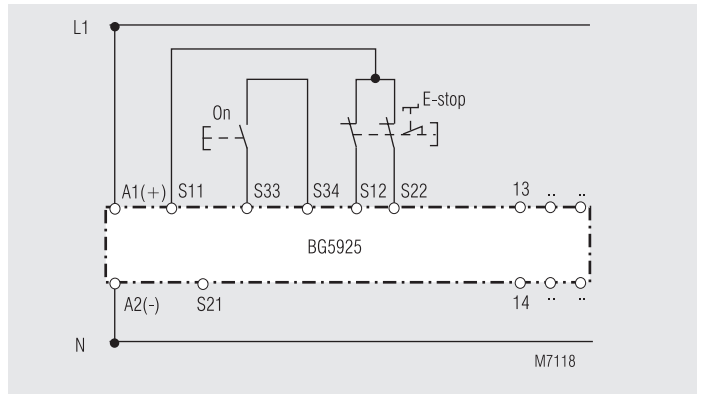 L1
On
E-stop
A1(+) S11 S33 S34 S12 S22 13 .. ..
BG5925
A2(-) S21 14 .. ..
N
M7118